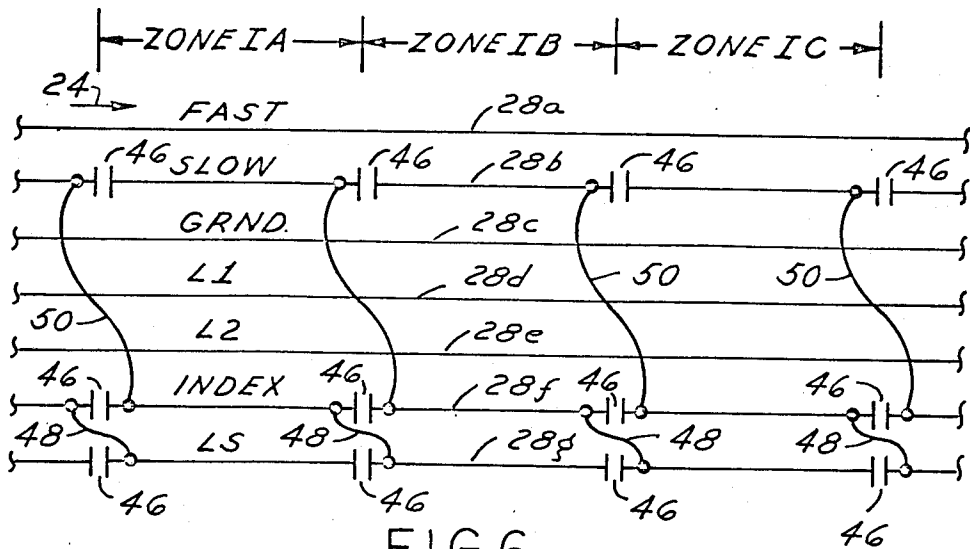 ZONE IA ZONE IB ZONE IC
24
FAST 28a
46 SLOW 46 28b 46 46
GRND. 28c
L1 28d 50 50
50 L2 28e
46 INDEX 46 28f 46 46
48 LS 48 28g 48 48
46 46 46 46
FIG. 6